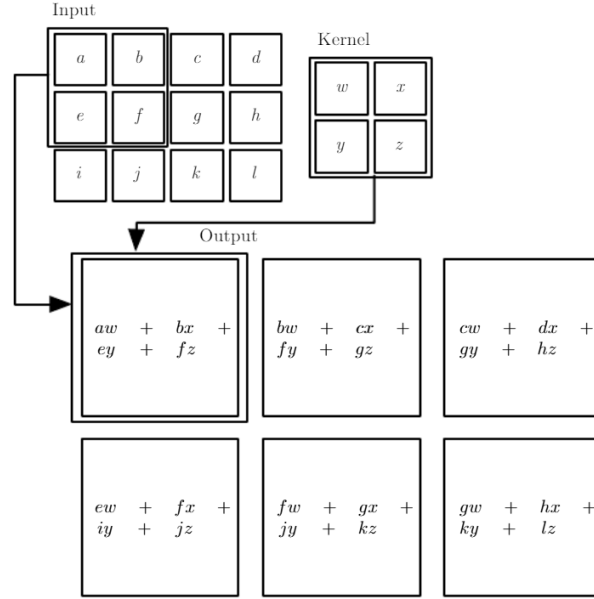 Input
a b c d
e f g h
i j k l
Kernel
w x
y z
Output
aw + bx +
ey + fz
bw + cx +
fy + gz
cw + dx +
gy + hz
ew + fx +
iy + jz
fw + gx +
jy + kz
gw + hx +
ky + lz